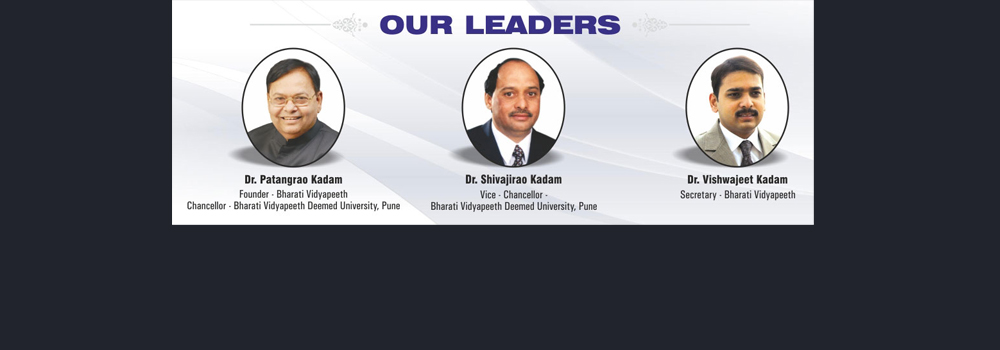 OUR LEADERS
Dr. Patangrao Kadam
Founder - Bharati Vidyapeeth
Chancellor - Bharati Vidyapeeth Deemed University, Pune
Dr. Shivajirao Kadam
Vice - Chancellor -
Bharati Vidyapeeth Deemed University, Pune
Dr. Vishwajeet Kadam
Secretary - Bharati Vidyapeeth